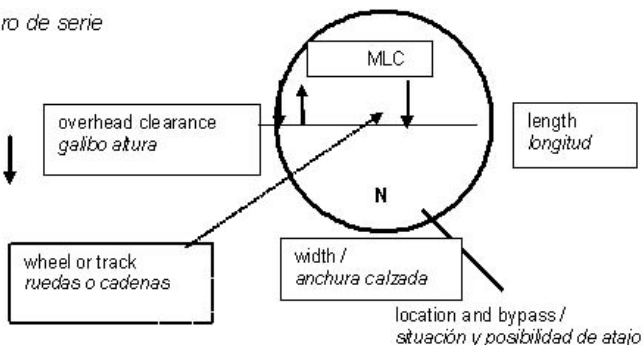 ro de serie
MLC
overhead clearance
galibo altura
length
longitud
N
wheel or track
ruedas o cadenas
width /
anchura calzada
location and bypass /
situación y posibilidad de atajo